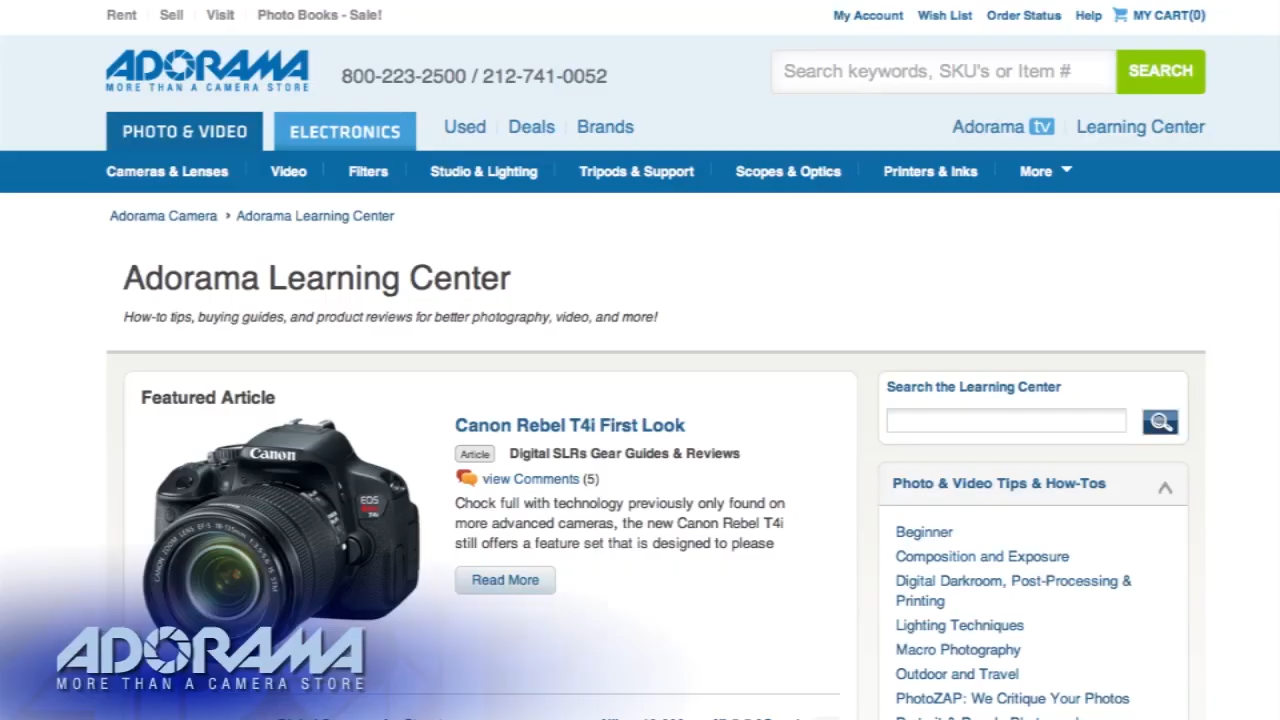 Rent Sell Visit Photo Books - Sale!
My Account Wish List Order Status Help MY CART(0)
ADORAMA
MORE THAN A CAMERA STORE
800-223-2500 / 212-741-0052
Search keywords, SKU's or Item #
SEARCH
PHOTO & VIDEO ELECTRONICS Used Deals Brands
Adorama tv Learning Center
Cameras & Lenses Video Filters Studio & Lighting Tripods & Support Scopes & Optics Printers & Inks More
Adorama Camera › Adorama Learning Center
Adorama Learning Center
How-to tips, buying guides, and product reviews for better photography, video, and more!
Featured Article
Canon
EOS
CANON ZOOM LENS EF-S 18-135mm
Canon Rebel T4i First Look
Article Digital SLRs Gear Guides & Reviews
view Comments (5)
Chock full with technology previously only found on
more advanced cameras, the new Canon Rebel T4i
still offers a feature set that is designed to please
Read More
Search the Learning Center
Photo & Video Tips & How-Tos
Beginner
Composition and Exposure
Digital Darkroom, Post-Processing &
Printing
Lighting Techniques
Macro Photography
Outdoor and Travel
PhotoZAP: We Critique Your Photos
ADORAMA
MORE THAN A CAMERA STORE